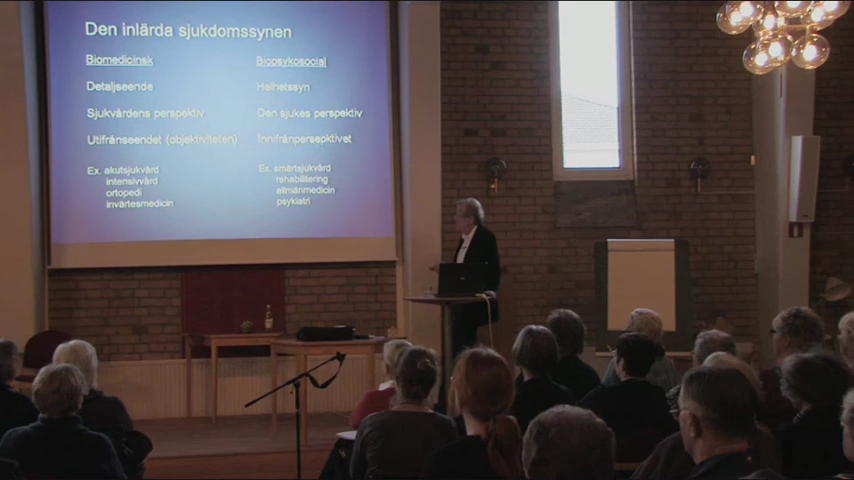 Den inlärda sjukdomssynen
Biomedicinsk Biopsykosocial
Detaljseende Helhetssyn
Sjukvårdens perspektiv Den sjukes perspektiv
Utifrånseendet (objektiviteten) Innifrånpersepktivet
Ex. akutsjukvård Ex. smärtsjukvård
intensivvård rehabilitering
ortopedi allmänmedicin
invärtesmedicin psykiatri